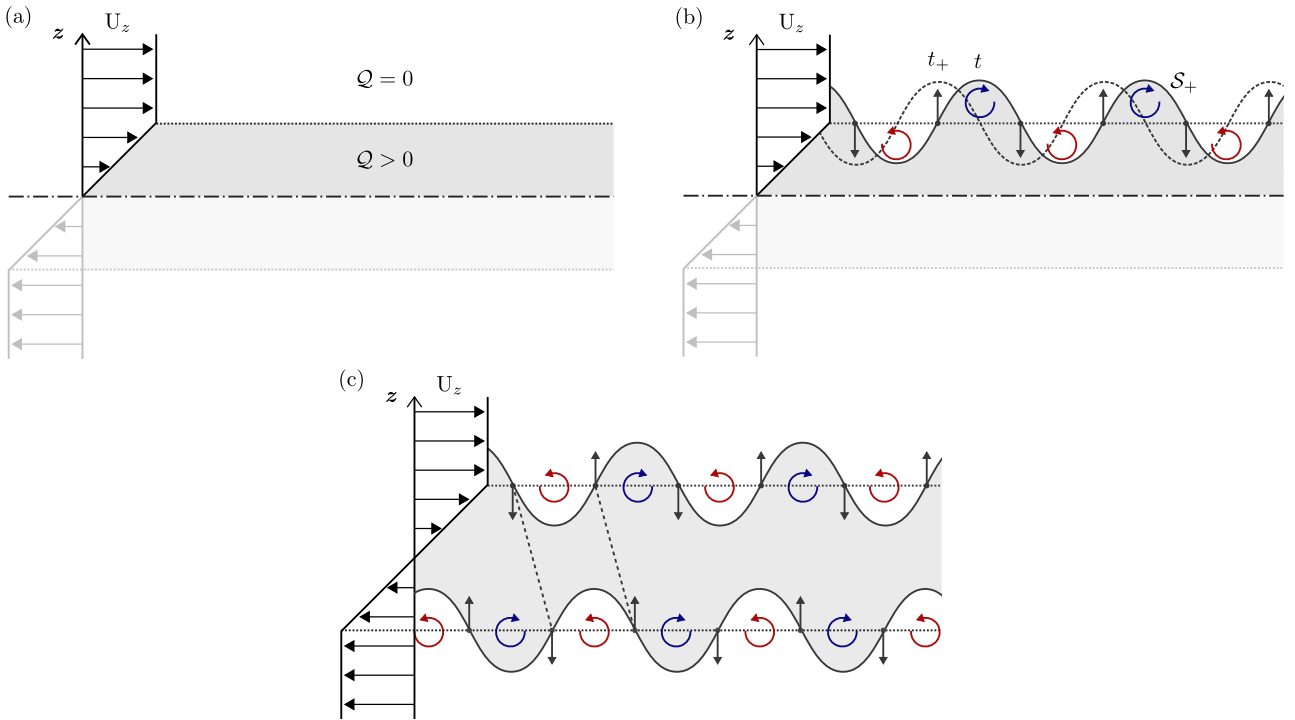 (a)
U_z
z
𝒬 = 0
𝒬 > 0
(b)
U_z
z
t_+
t
𝒮_+
(c)
U_z
z